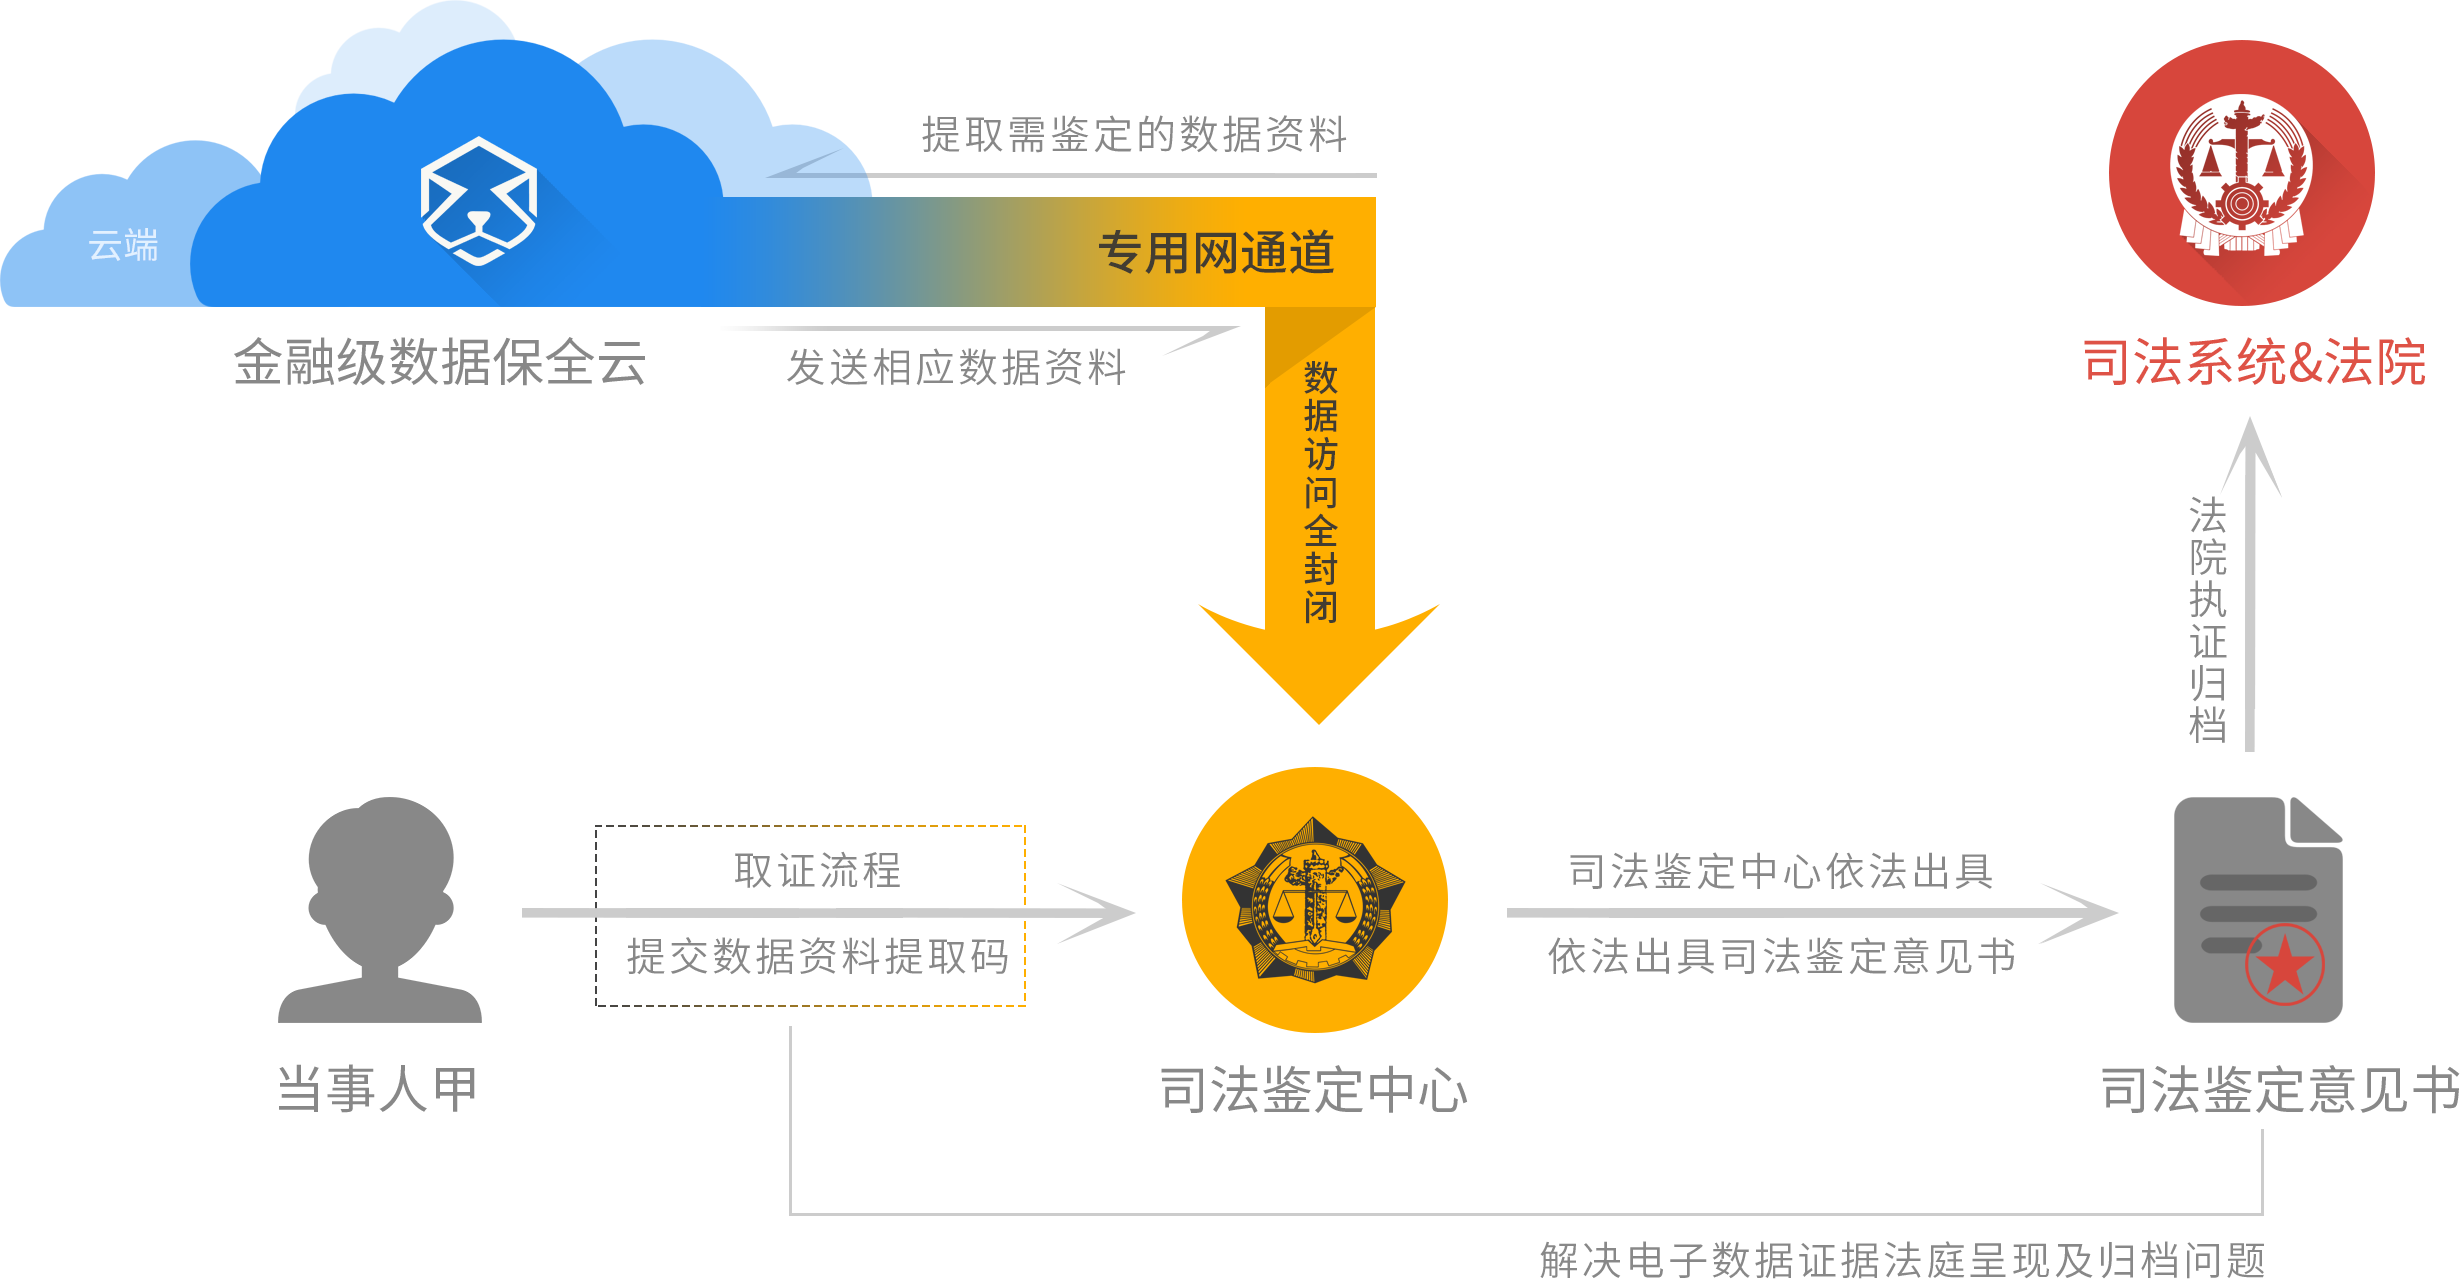 提取需鉴定的数据资料
云端
专用网通道
金融级数据保全云
发送相应数据资料
数据访问全封闭
司法系统&法院
法院执证归档
取证流程
提交数据资料提取码
司法鉴定中心依法出具
依法出具司法鉴定意见书
当事人甲
司法鉴定中心
司法鉴定意见书
解决电子数据证据法庭呈现及归档问题